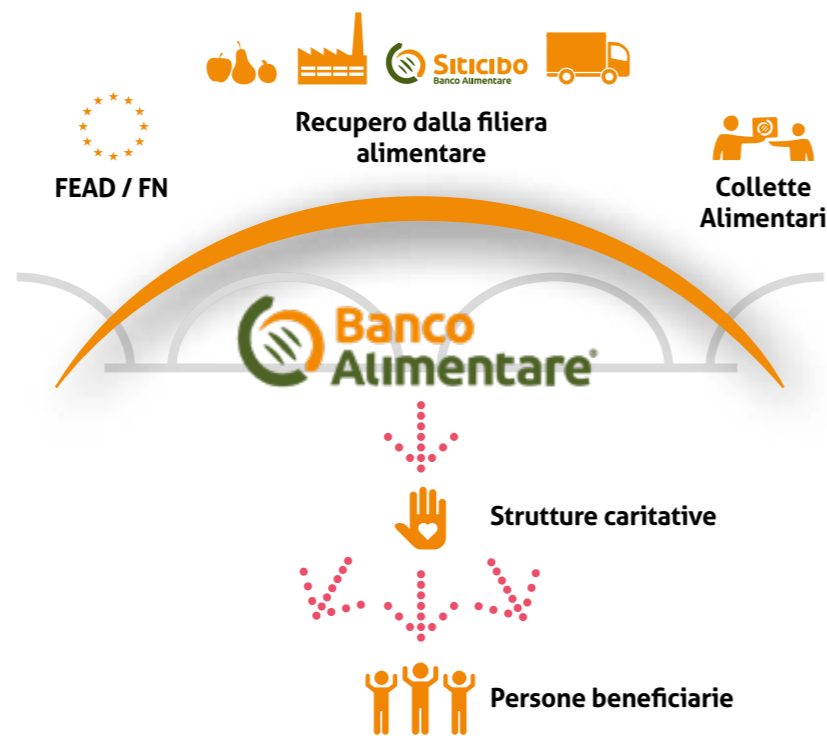 Siticibo
Banco Alimentare
Recupero dalla filiera
alimentare
FEAD / FN
Collette
Alimentari
Banco
Alimentare®
Strutture caritative
Persone beneficiarie